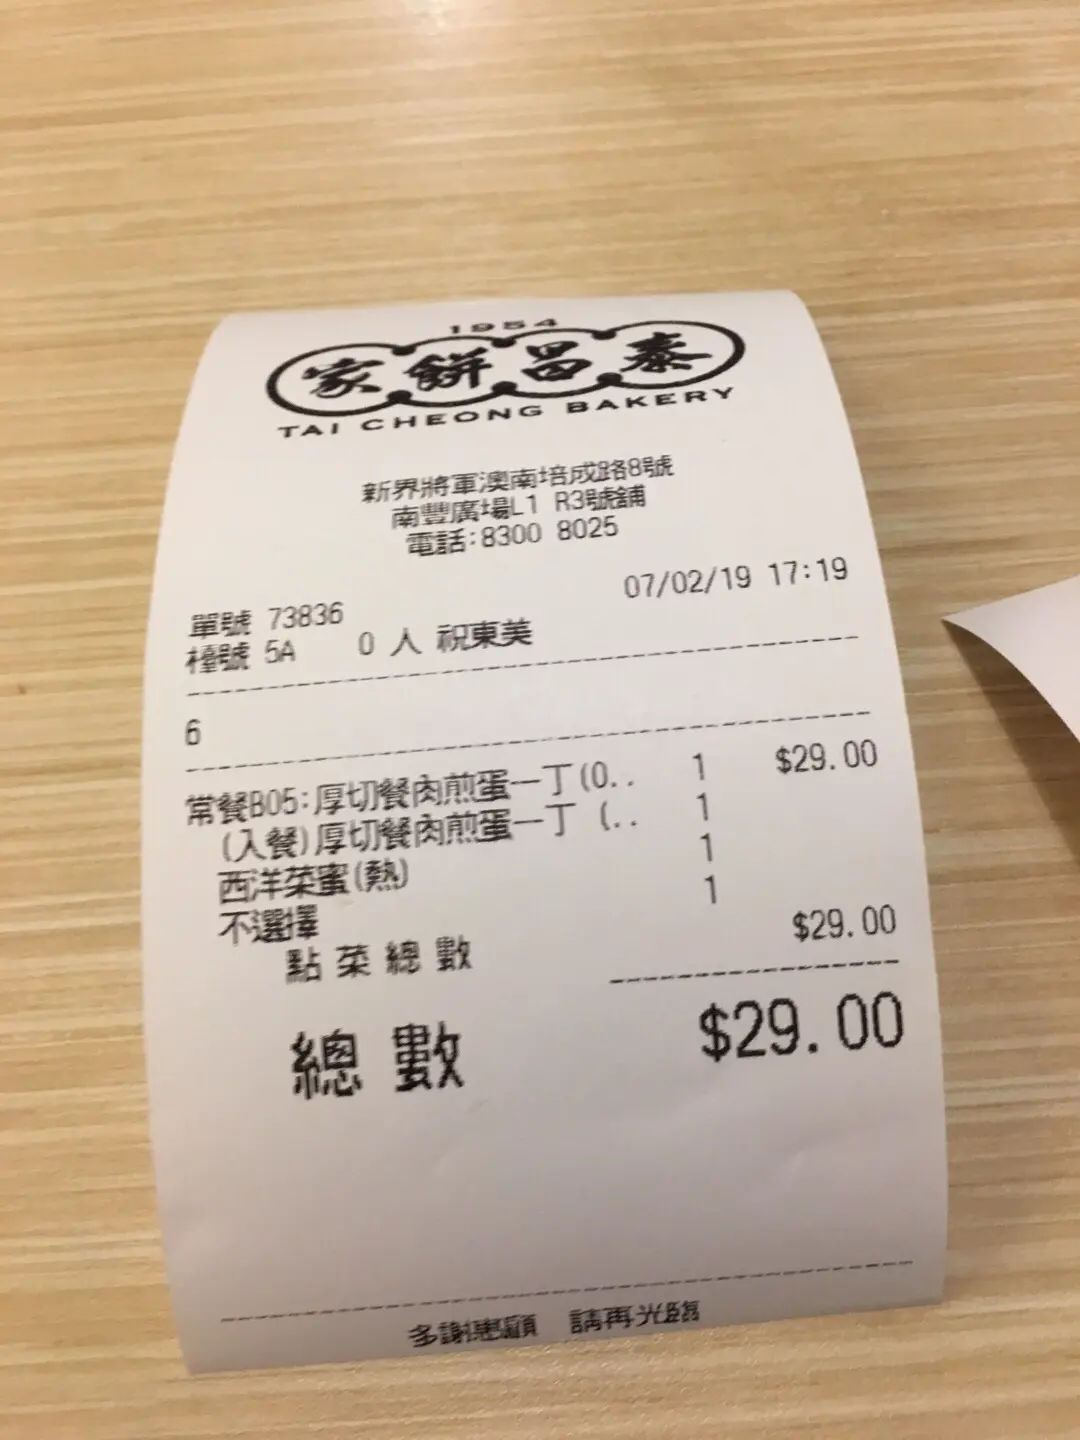 1954
家餅昌泰
TAI CHEONG BAKERY
新界將軍澳南培成路8號
南豐廣場L1 R3號舖
電話:8300 8025
07/02/19 17:19
單號 73836
檯號 5A 0 人 祝東美
6
常餐B05:厚切餐肉煎蛋一丁(0.. 1 $29.00
(入餐)厚切餐肉煎蛋一丁 (.. 1
西洋菜蜜(熱) 1
不選擇 1
點菜總數 $29.00
總數 $29.00
多謝惠顧 請再光臨